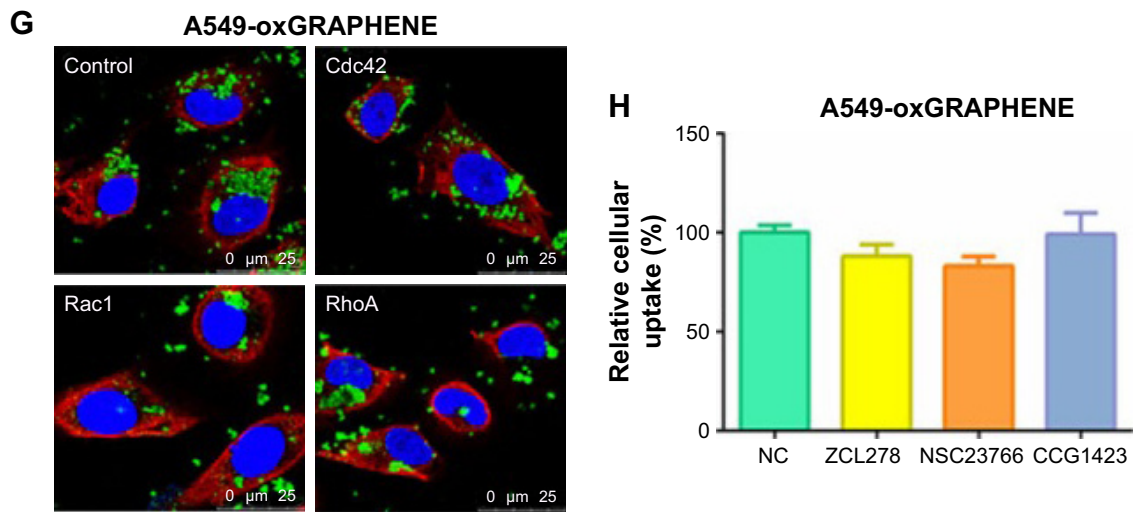 G
A549-oxGRAPHENE
Control
Cdc42
0 µm 25
0 µm 25
Rac1
RhoA
0 µm 25
0 µm 25
H
A549-oxGRAPHENE
Relative cellular
uptake (%)
150
100
50
0
NC ZCL278 NSC23766 CCG1423